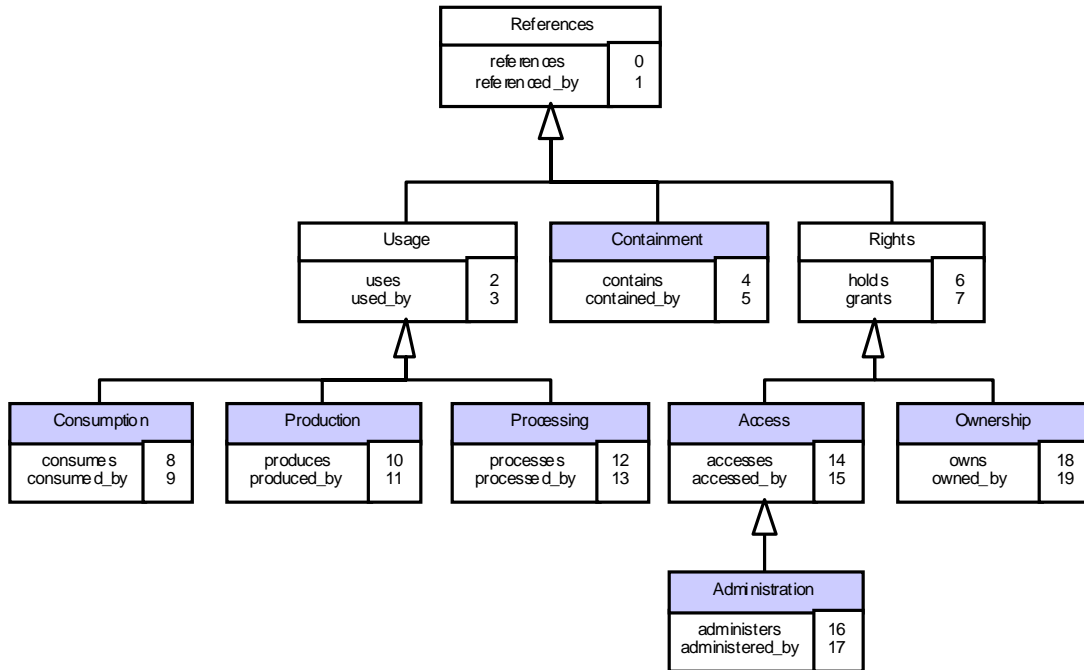 References
references 0
referenced_by 1
Usage
uses 2
used_by 3
Containment
contains 4
contained_by 5
Rights
holds 6
grants 7
Consumption
consumes 8
consumed_by 9
Production
produces 10
produced_by 11
Processing
processes 12
processed_by 13
Access
accesses 14
accessed_by 15
Ownership
owns 18
owned_by 19
Administration
administers 16
administered_by 17